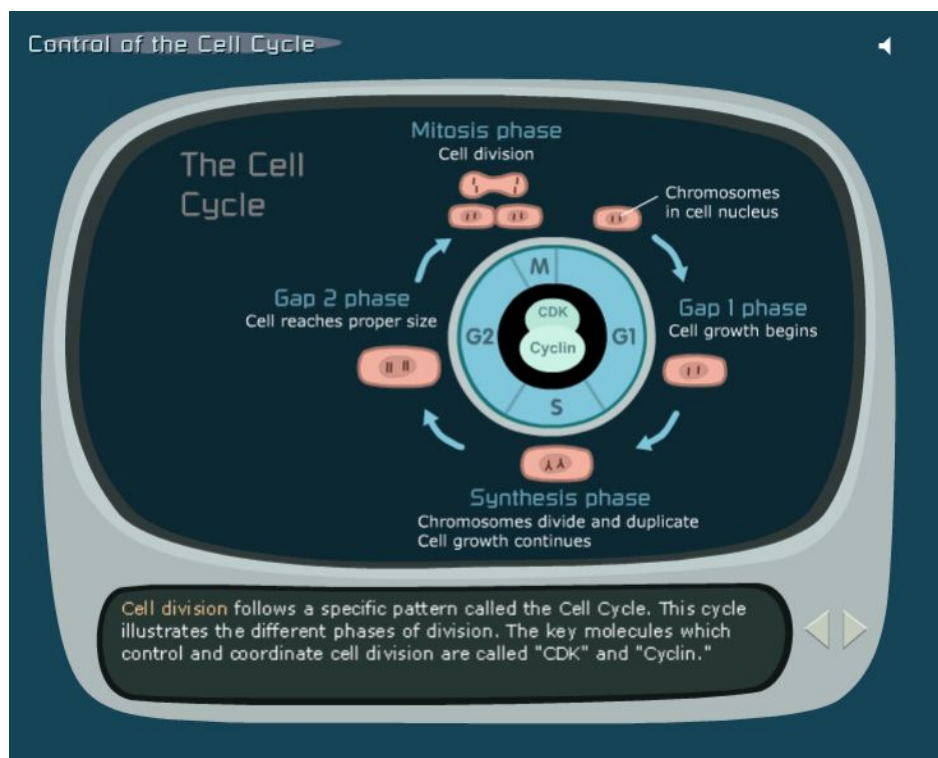 Control of the Cell Cycle
The Cell
Cycle
Mitosis phase
Cell division
Chromosomes
in cell nucleus
Gap 1 phase
Cell growth begins
Gap 2 phase
Cell reaches proper size
M
CDK
G2
G1
Cyclin
S
Synthesis phase
Chromosomes divide and duplicate
Cell growth continues
Cell division follows a specific pattern called the Cell Cycle. This cycle
illustrates the different phases of division. The key molecules which
control and coordinate cell division are called "CDK" and "Cyclin."